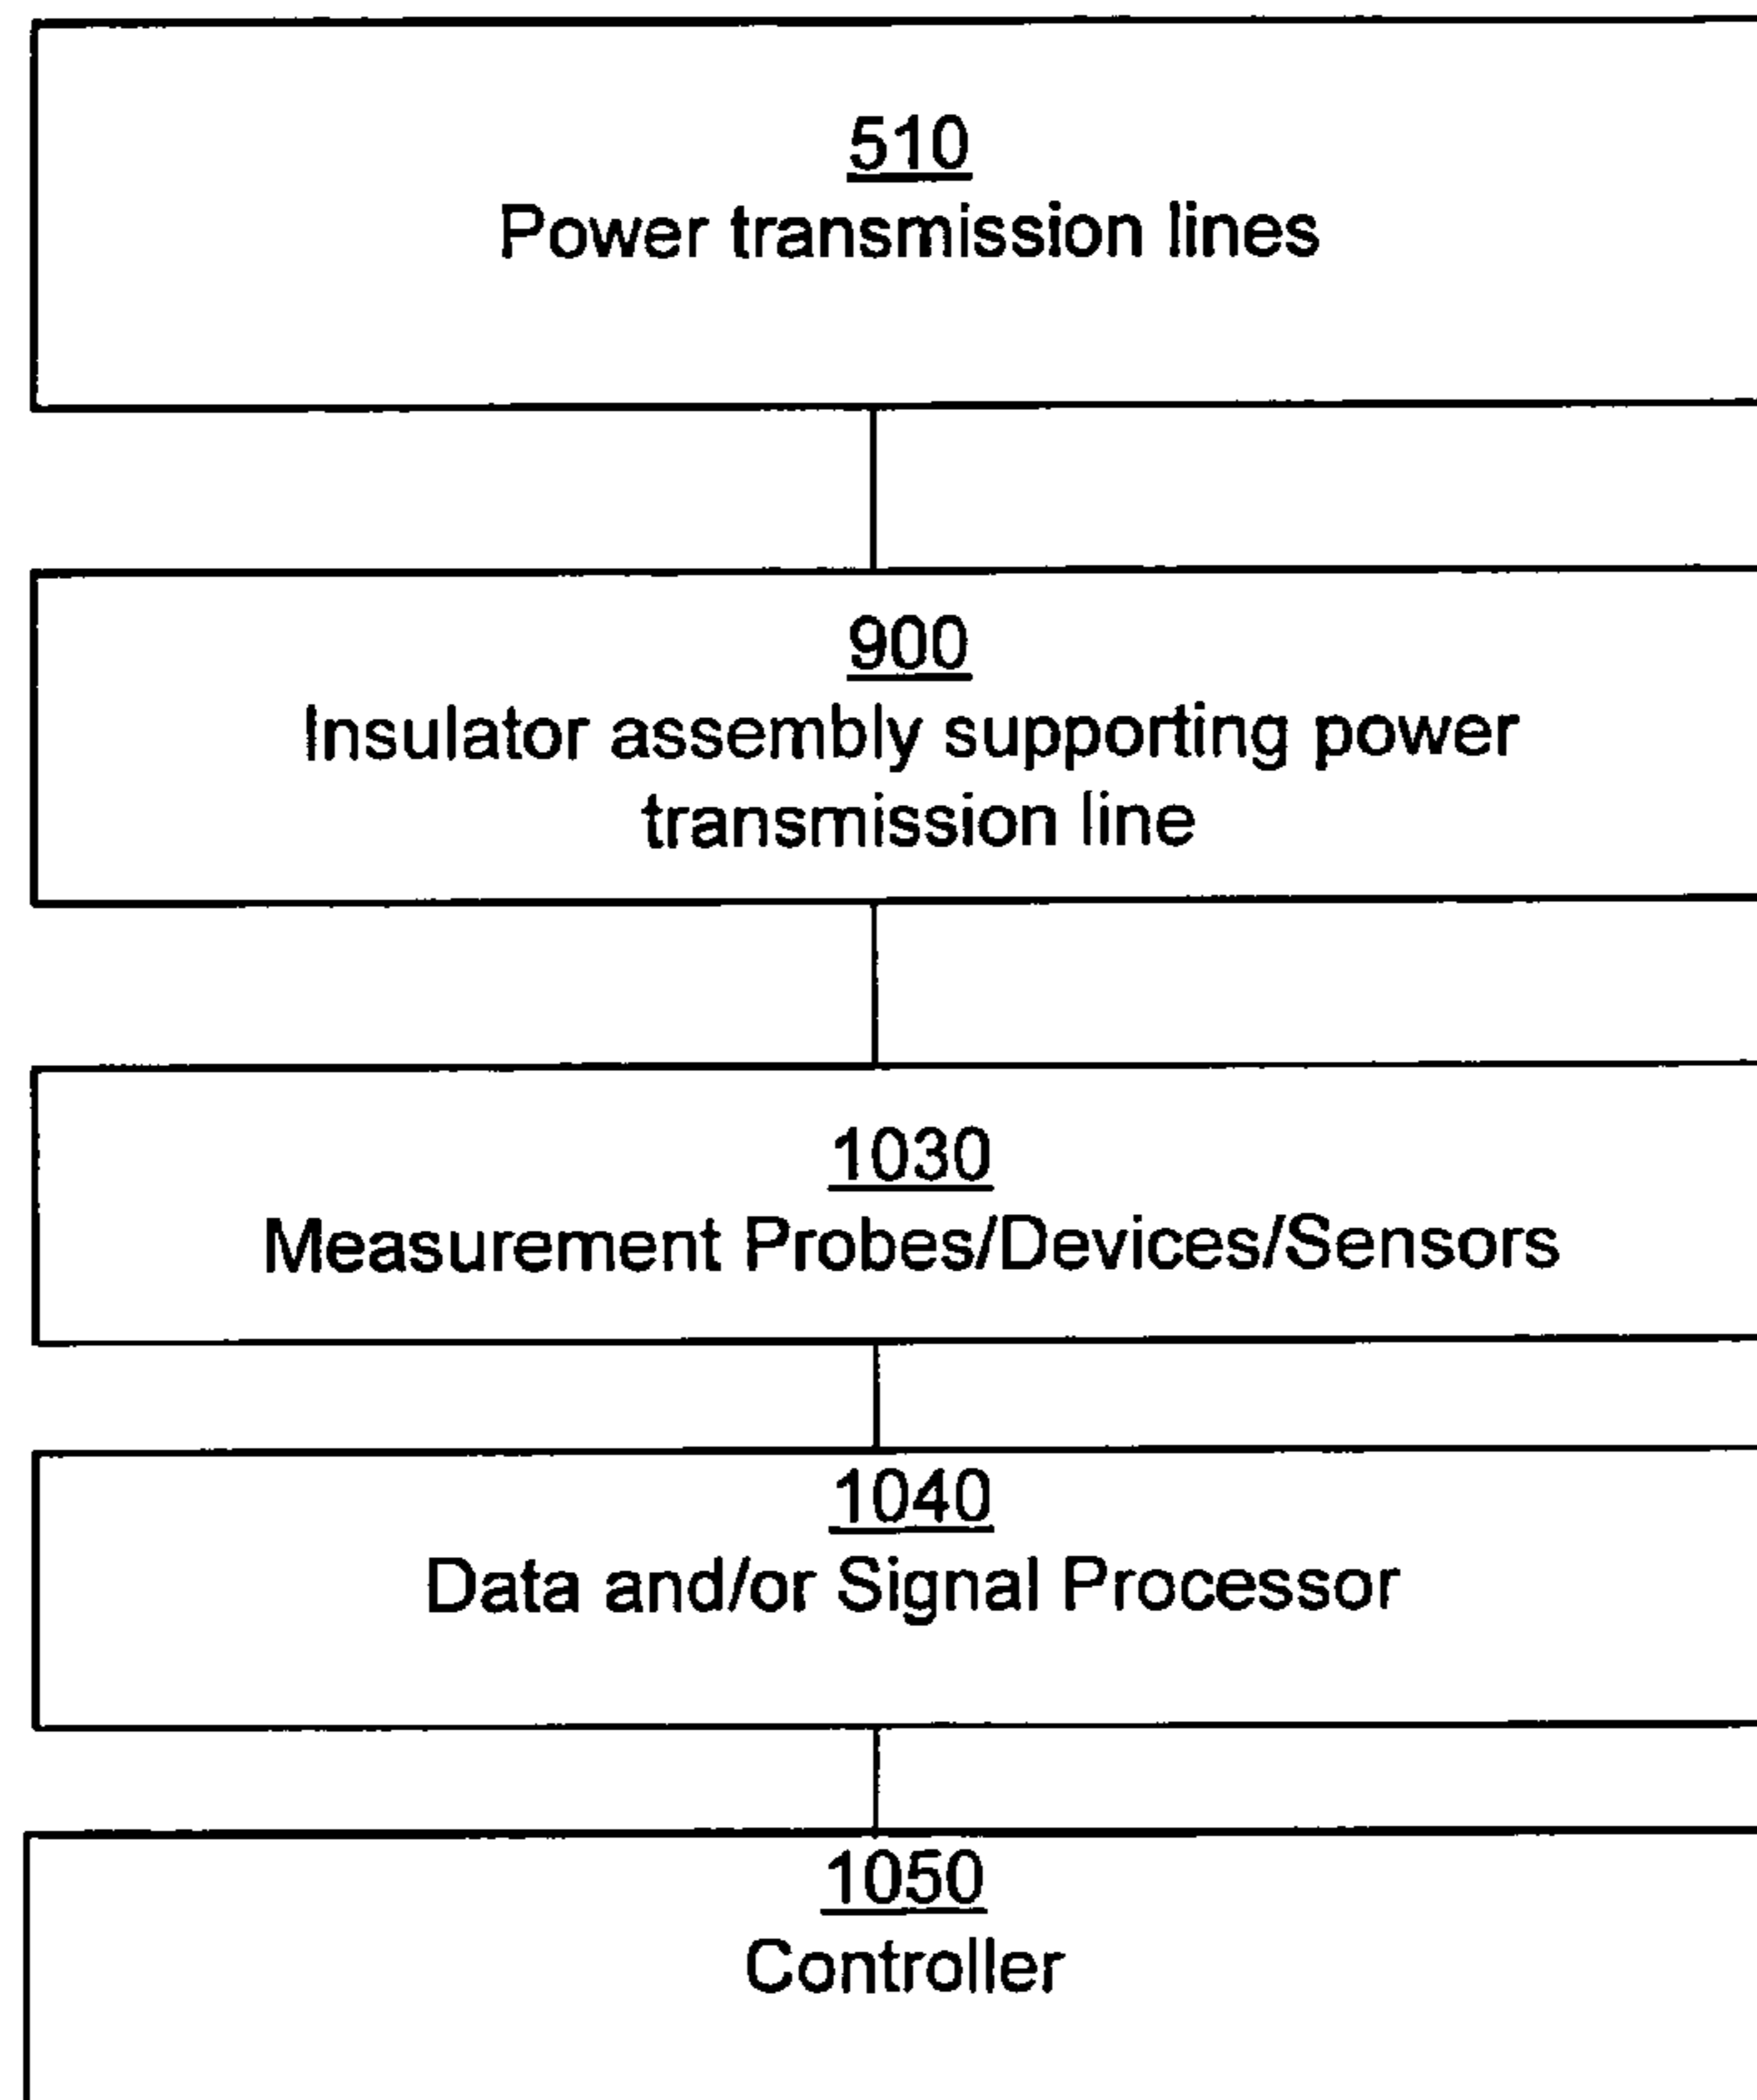 510
Power transmission lines
900
Insulator assembly supporting power
transmission line
1030
Measurement Probes/Devices/Sensors
1040
Data and/or Signal Processor
1050
Controller